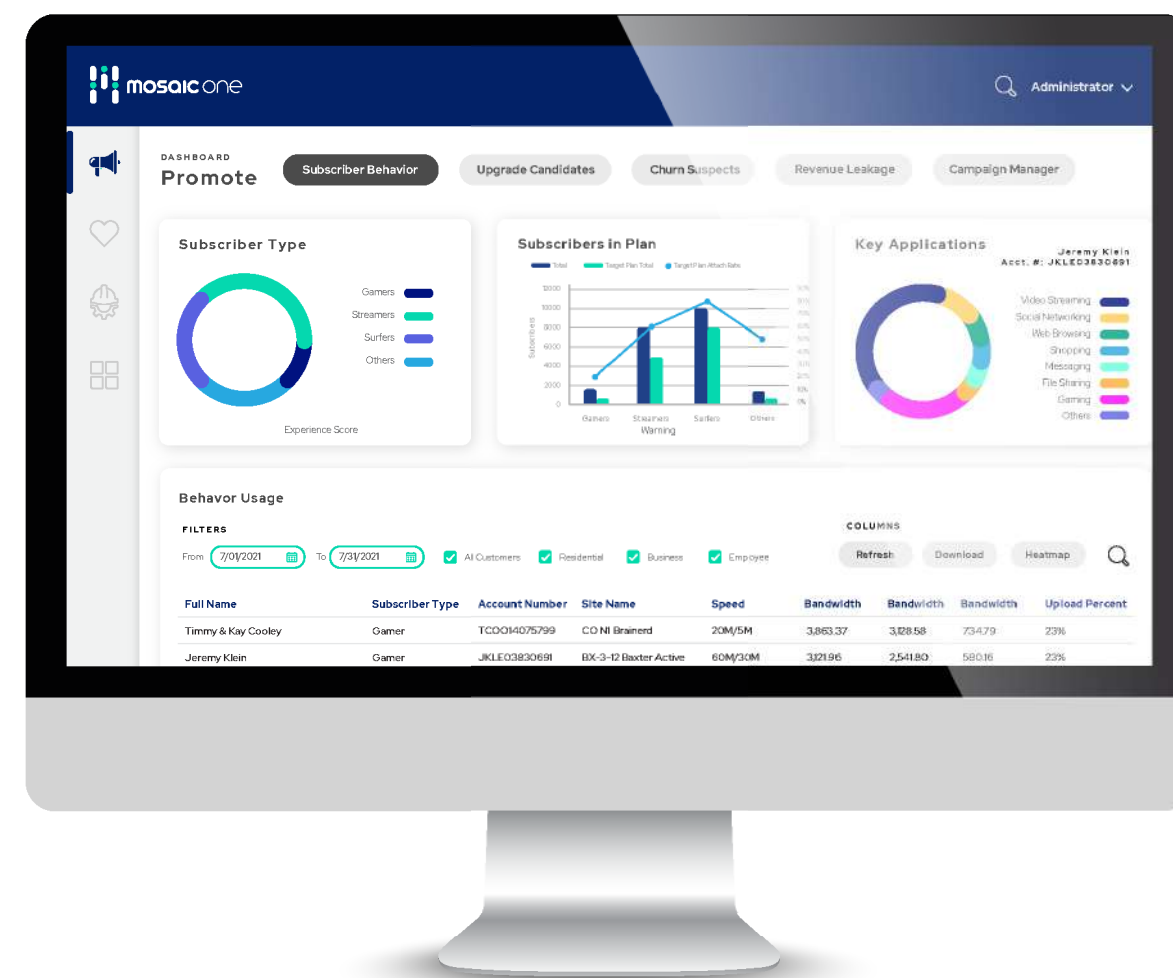 mosaic one
Administrator
DASHBOARD
Promote
Subscriber Behavior
Upgrade Candidates
Churn Suspects
Revenue Leakage
Campaign Manager
Subscriber Type
Gamers
Streamers
Surfers
Others
Experience Score
Subscribers in Plan
Total Target Plan Total Target Plan Attach Rate
12000
10000
8000
6000
4000
2000
0
Subscribed
Gamers Streamers Surfers Others
Warning
10%
0%
Key Applications
Jeremy Klein
Acct. #: JKLE03830691
Video Streaming
Social Networking
Web Browsing
Shopping
Messaging
File Sharing
Gaming
Others
Behavor Usage
FILTERS
From 7/01/2021 To 7/31/2021 All Customers Residential Business Empoyee
COLUMNS
Refresh Download Heatmap
Full Name Subscriber Type Account Number Site Name Speed Bandwidth Bandwidth Bandwidth Upload Percent
Timmy & Kay Cooley Gamer TCOO14075799 CO N1 Brainerd 20M/5M 3,863.37 3,128.58 734.79 23%
Jeremy Klein Gamer JKLE03830691 BX-3-12 Baxter Active 60M/30M 3,121.96 2,541.80 580.16 23%